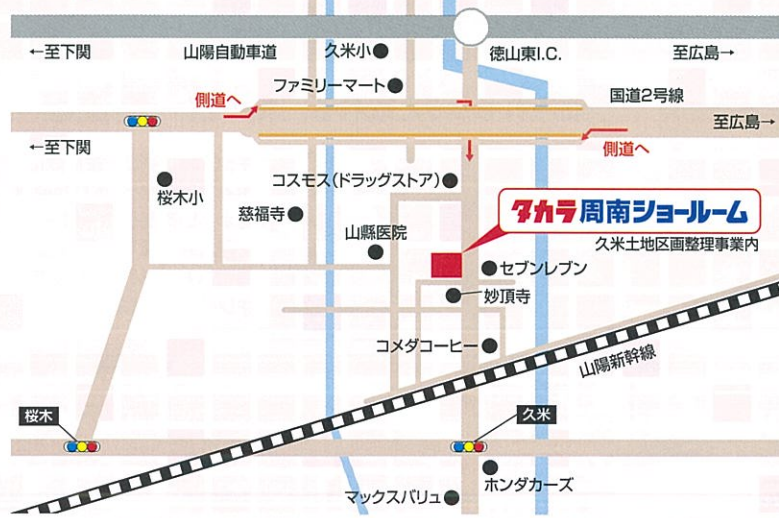 ←至下関
山陽自動車道
久米小
徳山東I.C.
至広島→
ファミリーマート
国道2号線
側道へ
至広島→
←至下関
側道へ
桜木小
コスモス(ドラッグストア)
慈福寺
タカラ周南ショールーム
山縣医院
久米土地区画整理事業内
セブンレブン
妙頂寺
コメダコーヒー
山陽新幹線
桜木
久米
ホンダカーズ
マックスバリュ